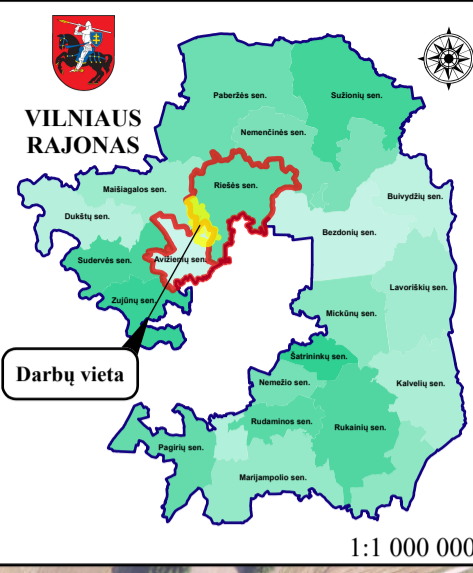 VILNIAUS
RAJONAS
Paberžės sen.
Sužionių sen.
Nemenčinės sen.
Maišiagalos sen.
Riešės sen.
Buivydžių sen.
Dukštų sen.
Bezdonių sen.
Sudervės sen.
Avižienių sen.
Lavoriškių sen.
Zujūnų sen.
Mickūnų sen.
Šatrininkų sen.
Darbų vieta
Nemežio sen.
Kalvelių sen.
Rudaminos sen.
Rukainių sen.
Pagirių sen.
Marijampolio sen.
1:1 000 000